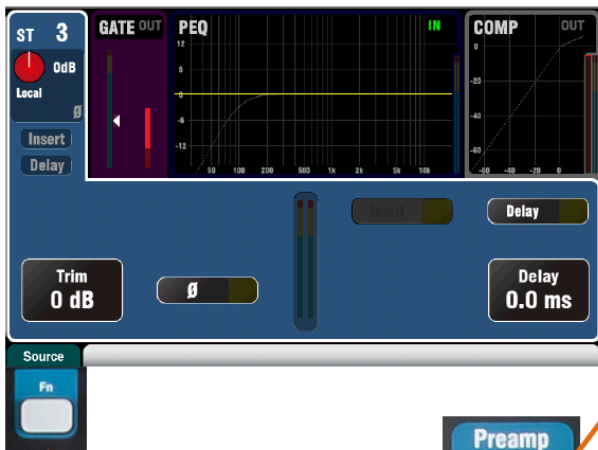 ST 3
0dB
Local
Ø
Insert
Delay
GATE OUT
PEQ IN
12
6
0
-6
-12
50 100 200 500 1k 2k 5k 10k
COMP OUT
0
-20
-40
-60
-60 -40 -20 0
Insert
Delay
Trim
0 dB
Ø
Delay
0.0 ms
Source
Fn
Preamp